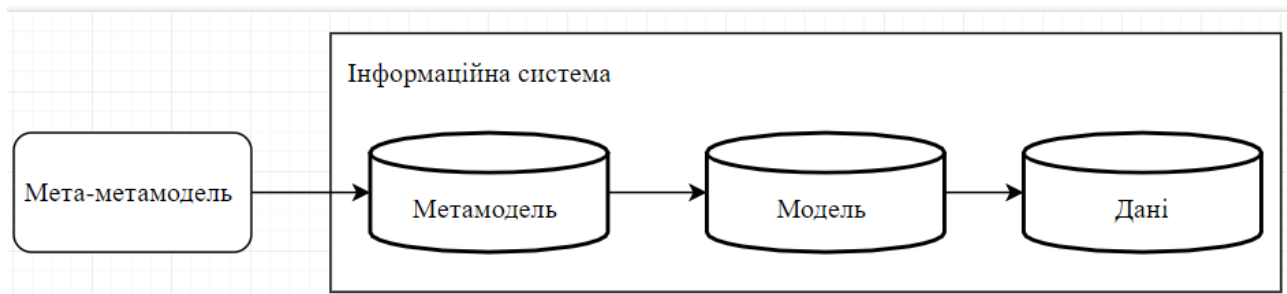 Інформаційна система
Мета-метамодель
Метамодель
Модель
Дані